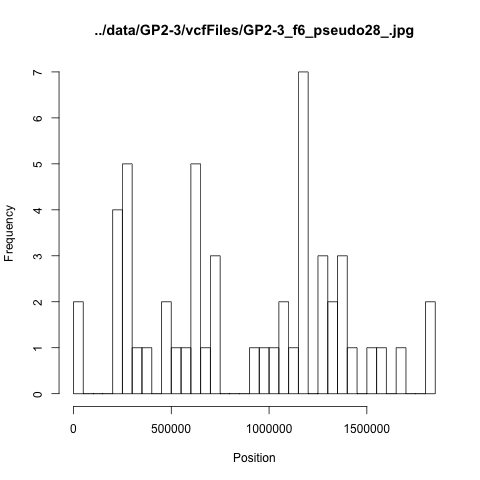 ../data/GP2-3/vcfFiles/GP2-3_f6_pseudo28_.jpg
Frequency
7
6
5
4
3
2
1
0
0 500000 1000000 1500000
Position